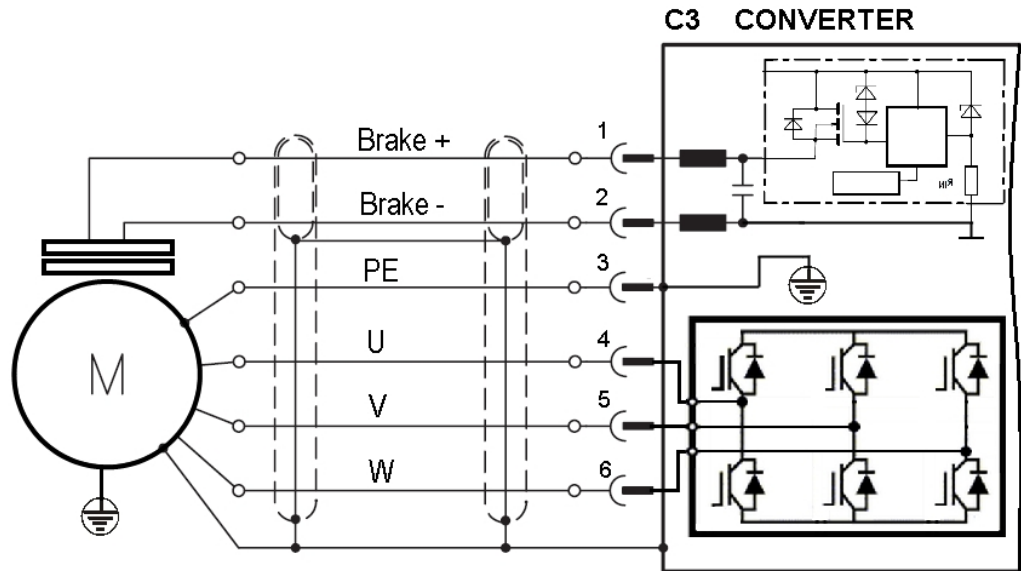 C3 CONVERTER
Brake + 1
Brake - 2
PE 3
U 4
V 5
W 6
M